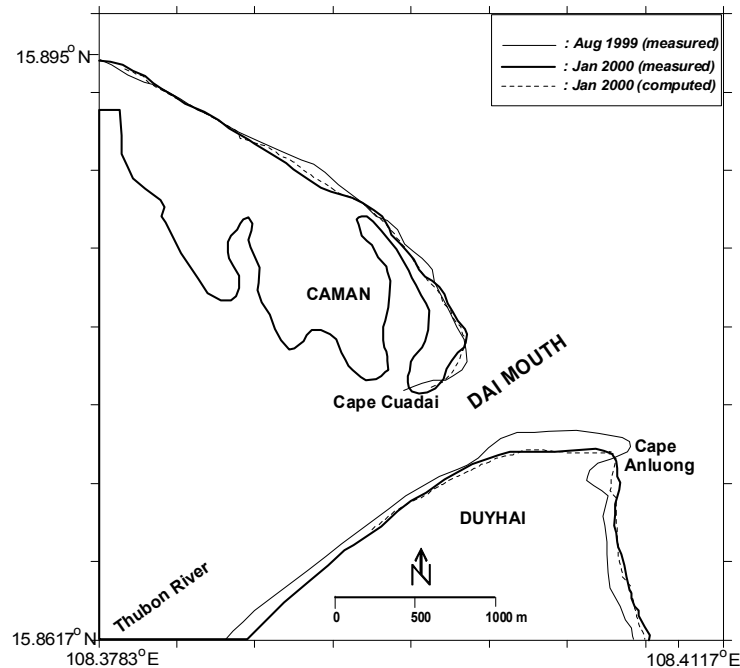 15.895° N
: Aug 1999 (measured)
: Jan 2000 (measured)
: Jan 2000 (computed)
CAMAN
DAI MOUTH
Cape Cuadai
Cape
Anluong
DUYHAI
N
Thubon River
0 500 1000 m
15.8617° N
108.3783° E 108.4117° E